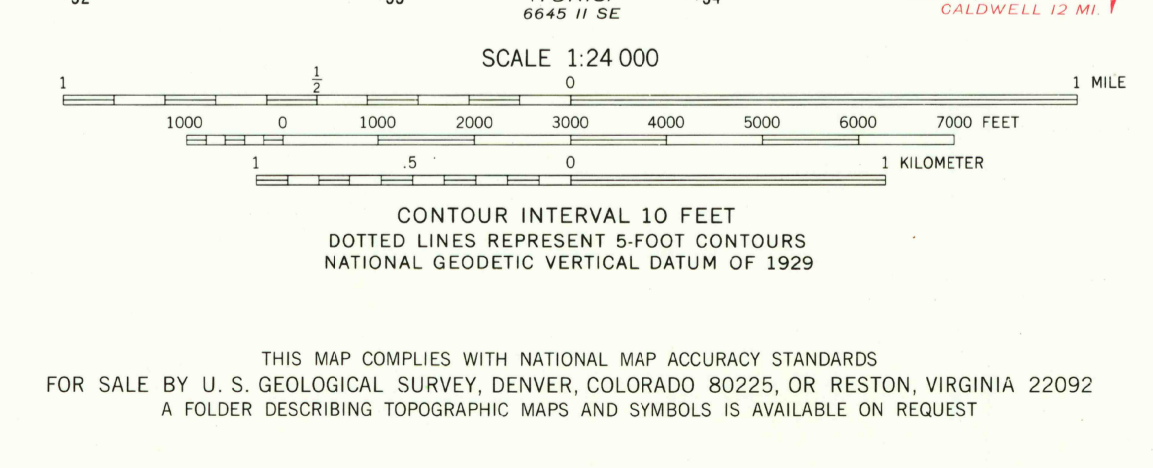 6645 II SE
CALDWELL 12 MI.
SCALE 1:24 000
1 1/2 0 1 MILE
1000 0 1000 2000 3000 4000 5000 6000 7000 FEET
1 .5 0 1 KILOMETER
CONTOUR INTERVAL 10 FEET
DOTTED LINES REPRESENT 5-FOOT CONTOURS
NATIONAL GEODETIC VERTICAL DATUM OF 1929
THIS MAP COMPLIES WITH NATIONAL MAP ACCURACY STANDARDS
FOR SALE BY U. S. GEOLOGICAL SURVEY, DENVER, COLORADO 80225, OR RESTON, VIRGINIA 22092
A FOLDER DESCRIBING TOPOGRAPHIC MAPS AND SYMBOLS IS AVAILABLE ON REQUEST